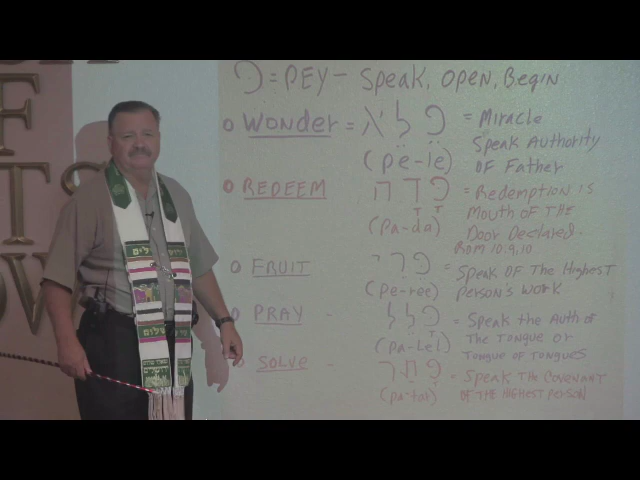 פ = PEY – Speak, Open, Begin
Wonder = פלא = Miracle
Speak Authority
(pe-le) of Father
REDEEM פדה = Redemption is
Mouth of the
(pa-da) Door Declared
Rom 10:9,10
FRUIT פרי = Speak of the Highest
(pe-ree) Person's Work
PRAY - פלל = Speak the Auth of
(pa-lel) The Tongue or
Tongue of Tongues
SOLVE - פתר = Speak the Covenant
(pa-tar) of the Highest Person